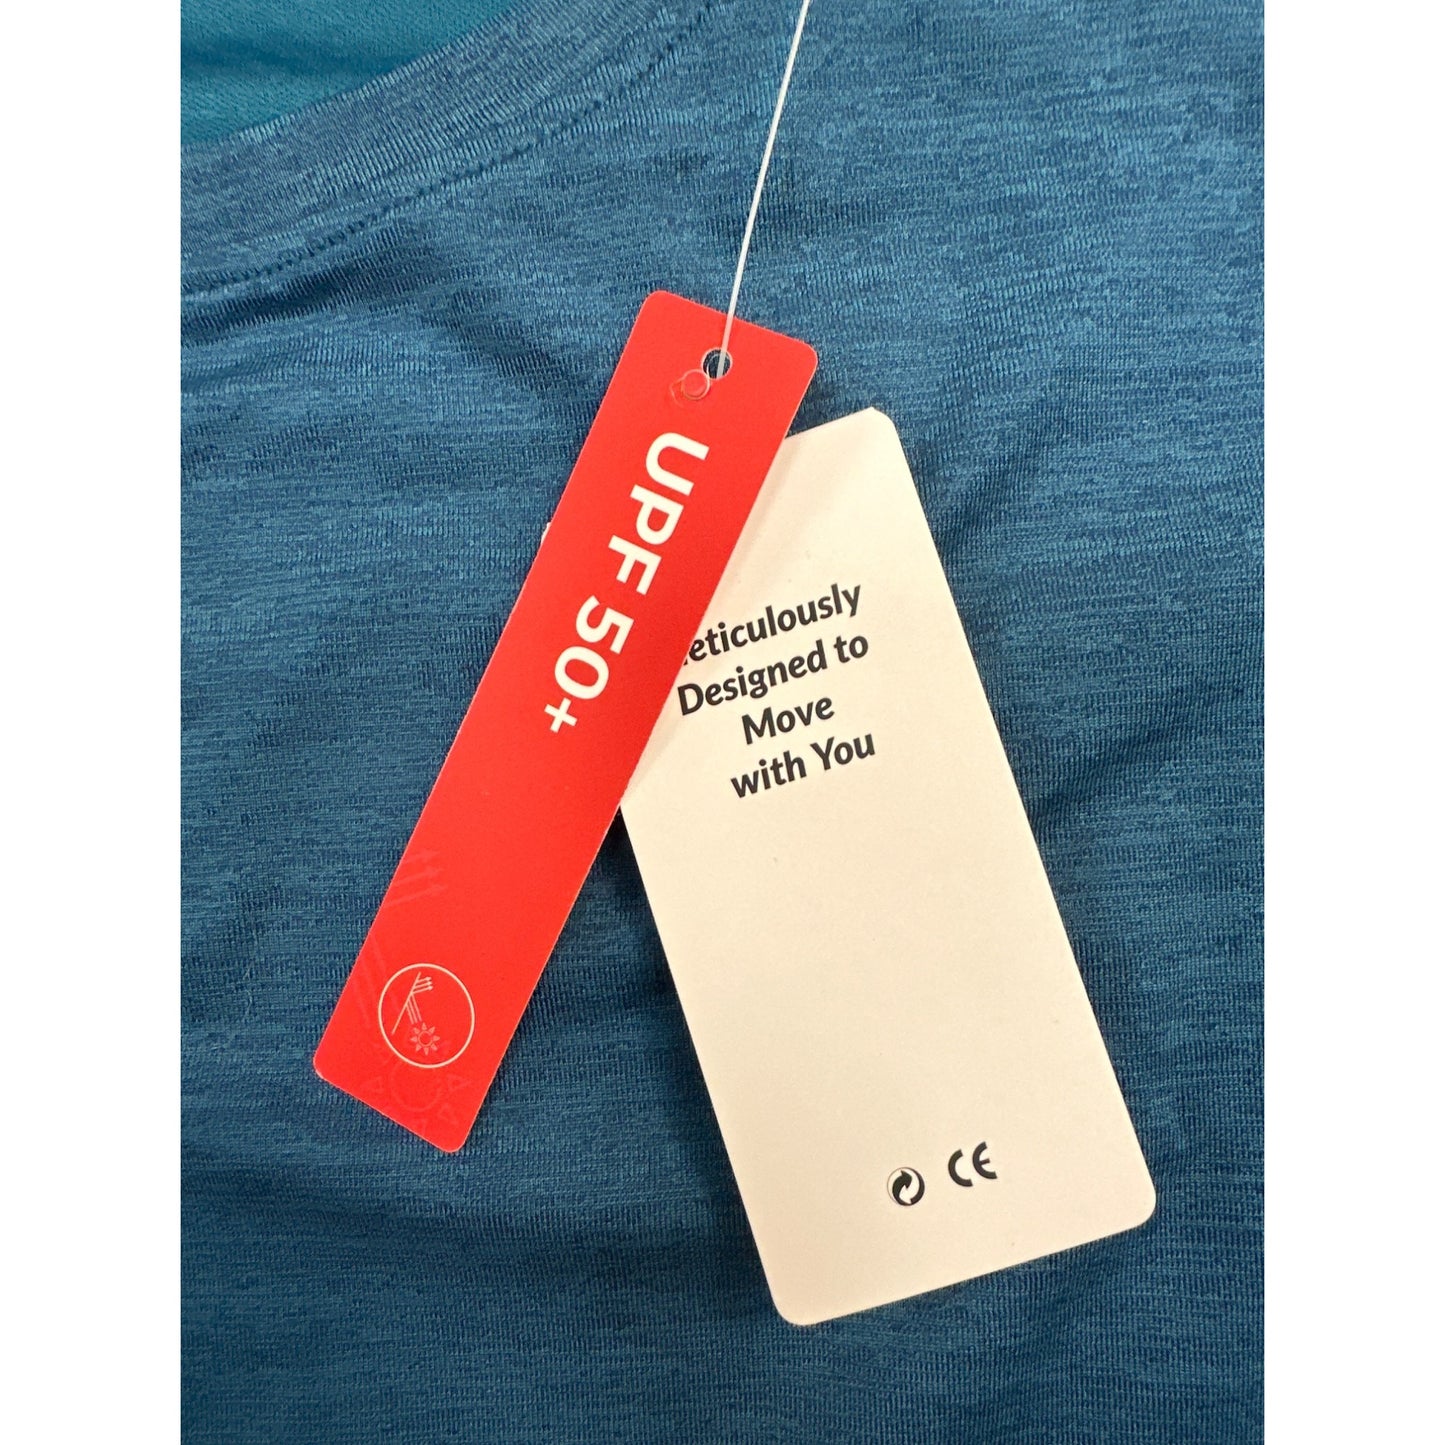 UPF 50+
eticulously
Designed to
Move
with You
CE